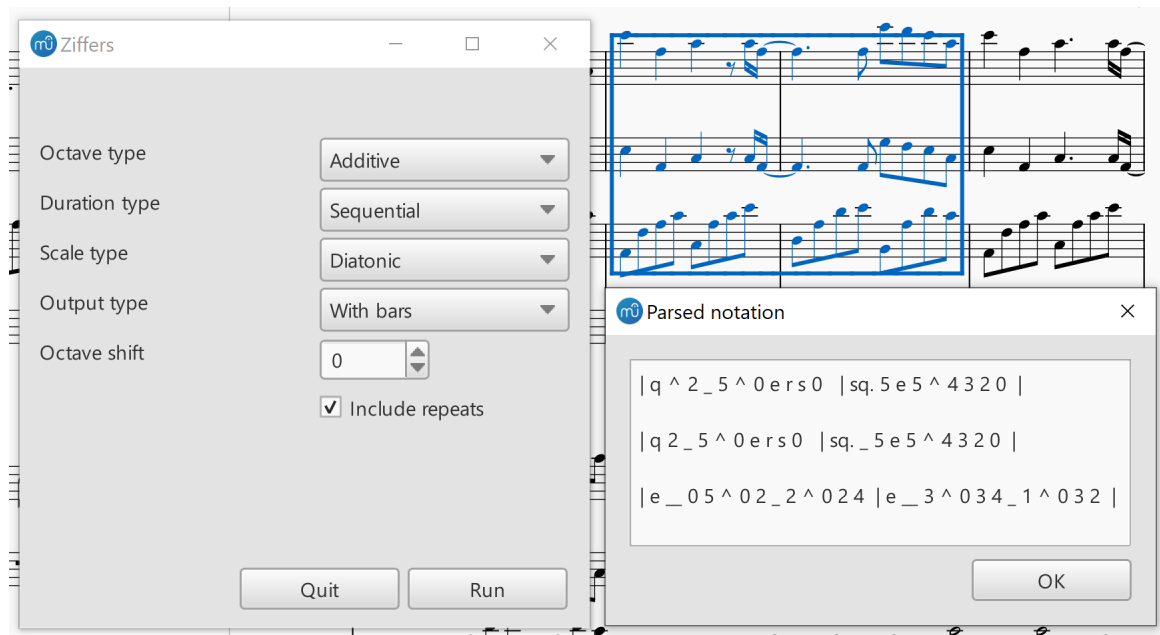 Ziffers
Octave type
Additive
Duration type
Sequential
Scale type
Diatonic
Output type
With bars
Octave shift
0
Include repeats
Quit
Run
Parsed notation
| q ^ 2 _ 5 ^ 0 e r s 0 | sq. 5 e 5 ^ 4 3 2 0 |
| q 2 _ 5 ^ 0 e r s 0 | sq. _ 5 e 5 ^ 4 3 2 0 |
| e __ 0 5 ^ 0 2 _ 2 ^ 0 2 4 | e __ 3 ^ 0 3 4 _ 1 ^ 0 3 2 |
OK